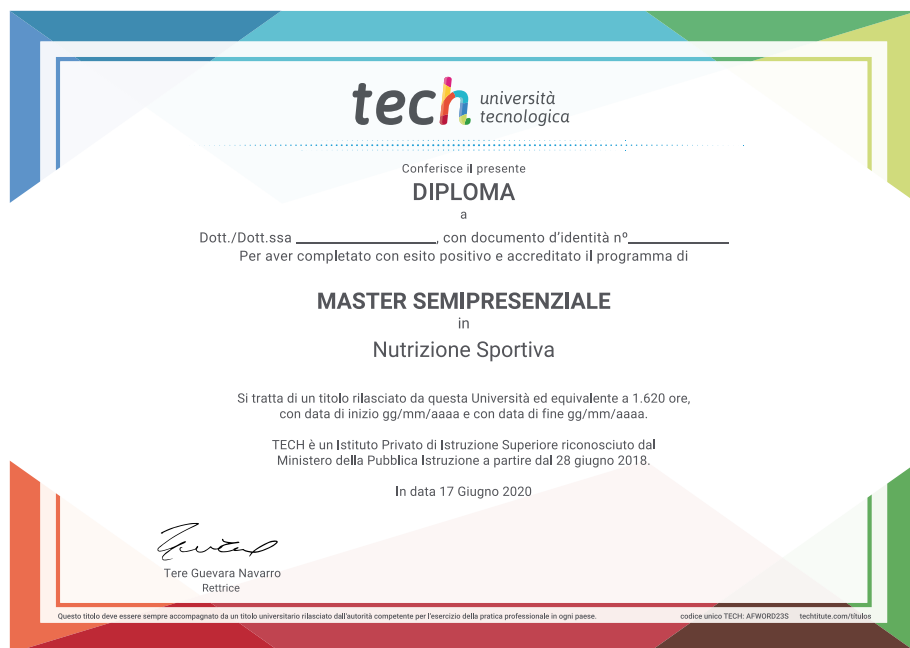 tech università
tecnologica
Conferisce il presente
DIPLOMA
a
Dott./Dott.ssa ________________, con documento d'identità nº____________
Per aver completato con esito positivo e accreditato il programma di
MASTER SEMIPRESENZIALE
in
Nutrizione Sportiva
Si tratta di un titolo rilasciato da questa Università ed equivalente a 1.620 ore,
con data di inizio gg/mm/aaaa e con data di fine gg/mm/aaaa.
TECH è un Istituto Privato di Istruzione Superiore riconosciuto dal
Ministero della Pubblica Istruzione a partire dal 28 giugno 2018.
In data 17 Giugno 2020
Tere Guevara Navarro
Rettrice
Questo titolo deve essere sempre accompagnato da un titolo universitario rilasciato dall'autorità competente per l'esercizio della pratica professionale in ogni paese. codice unico TECH: AFWORD23S techtitute.com/títulos